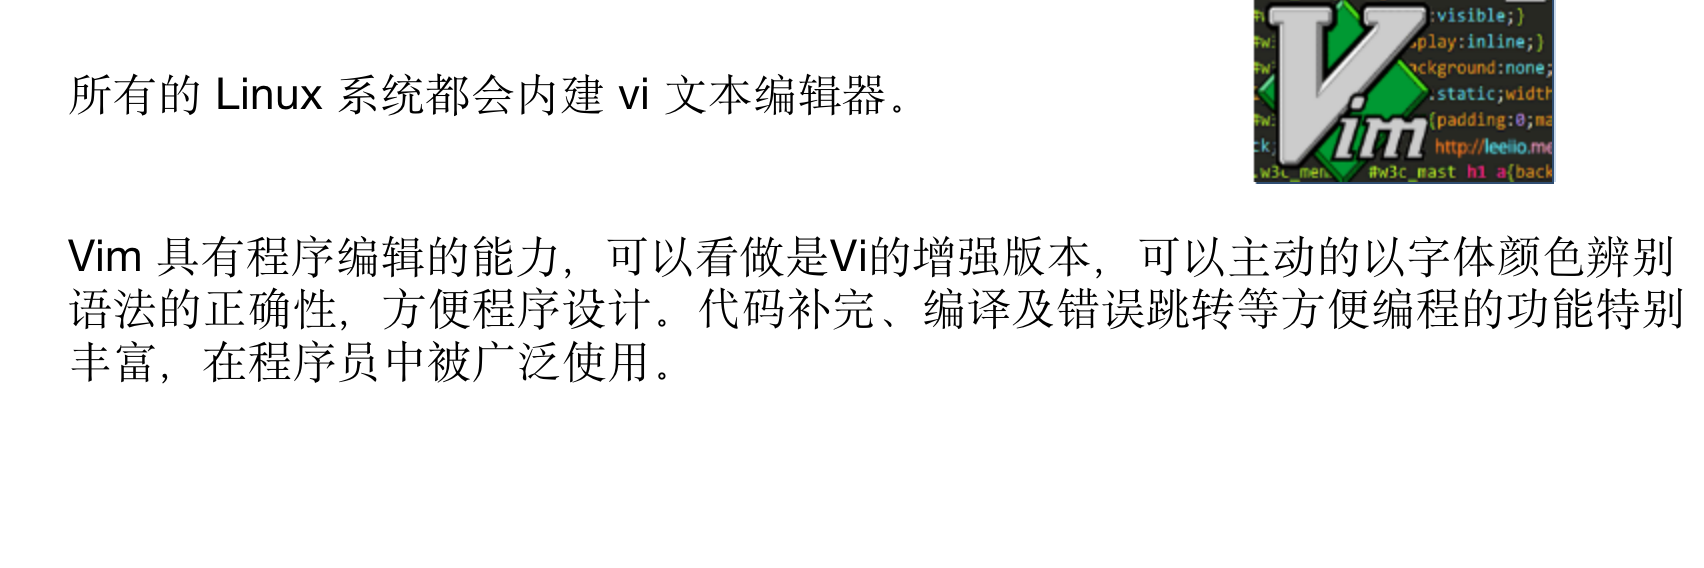 :visible;}
play:inline;}
ckground:none;
所有的 Linux 系统都会内建 vi 文本编辑器。
.static;width
{padding:0;ma
Vim
http://leeiio.me
.w3c_men #w3c_mast h1 a{back
Vim 具有程序编辑的能力，可以看做是Vi的增强版本，可以主动的以字体颜色辨别
语法的正确性，方便程序设计。代码补完、编译及错误跳转等方便编程的功能特别
丰富，在程序员中被广泛使用。